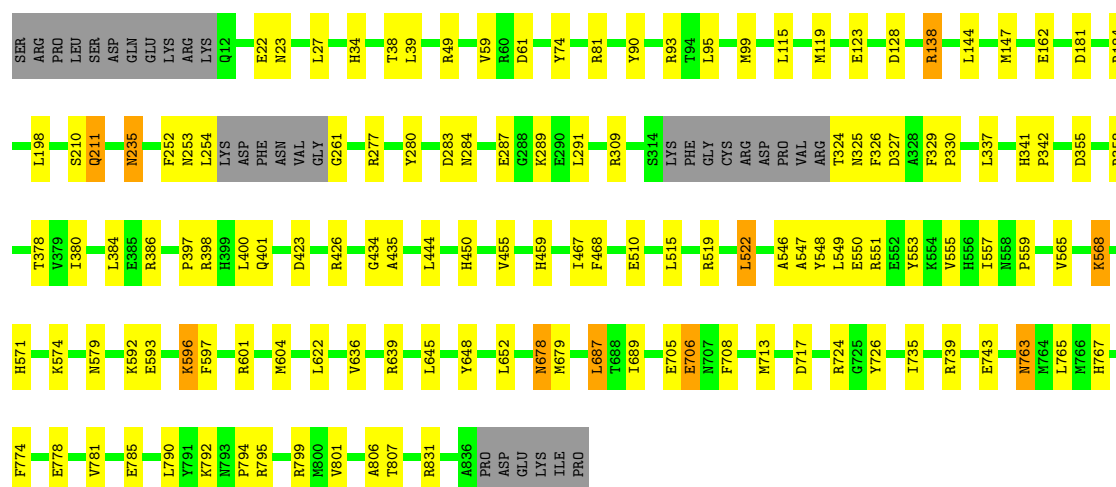 SER ARG PRO LEU SER ASP GLN GLU LYS ARG LYS Q12 E22 N23 L27 H34 T38 L39 R49 V59 R60 D61 Y74 R81 Y90 R93 T94 L95 M99 L115 M119 E123 D128 R138 L144 M147 E162 D181
L198 S210 Q211 N235 F252 N253 L254 LYS ASP PHE ASN VAL GLY G261 R277 Y280 D283 N284 E287 G288 K289 E290 L291 R309 S314 LYS PHE GLY CYS ARG ASP PRO VAL ARG T324 N325 F326 D327 A328 F329 P330 L337 H341 P342 D355
T378 V379 I380 L384 E385 R386 P397 R398 H399 L400 Q401 D423 R426 G434 A435 L444 H450 V455 H459 I467 F468 E510 L515 R519 L522 A546 A547 Y548 L549 E550 R551 E552 Y553 K554 V555 H556 I557 N558 P559 V565 K568
H571 K574 N579 K592 E593 K596 F597 R601 M604 L622 V636 R639 L645 Y648 L652 N678 M679 L687 T688 I689 E705 E706 N707 F708 M713 D717 R724 G725 Y726 I735 R739 E743 N763 M764 L765 M766 H767
F774 E778 V781 E785 L790 Y791 K792 N793 P794 R795 R799 M800 V801 A806 T807 R831 A836 PRO ASP GLU LYS ILE PRO